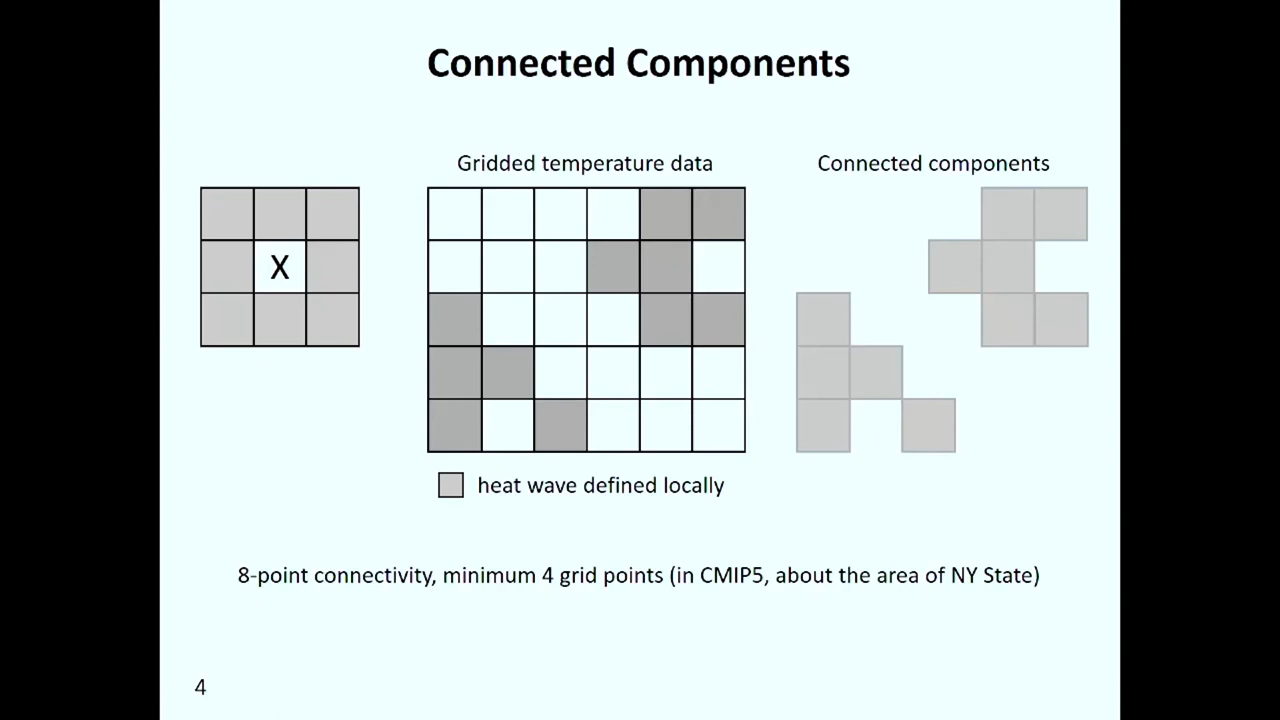 Connected Components
Gridded temperature data
Connected components
X
heat wave defined locally
8-point connectivity, minimum 4 grid points (in CMIP5, about the area of NY State)
4